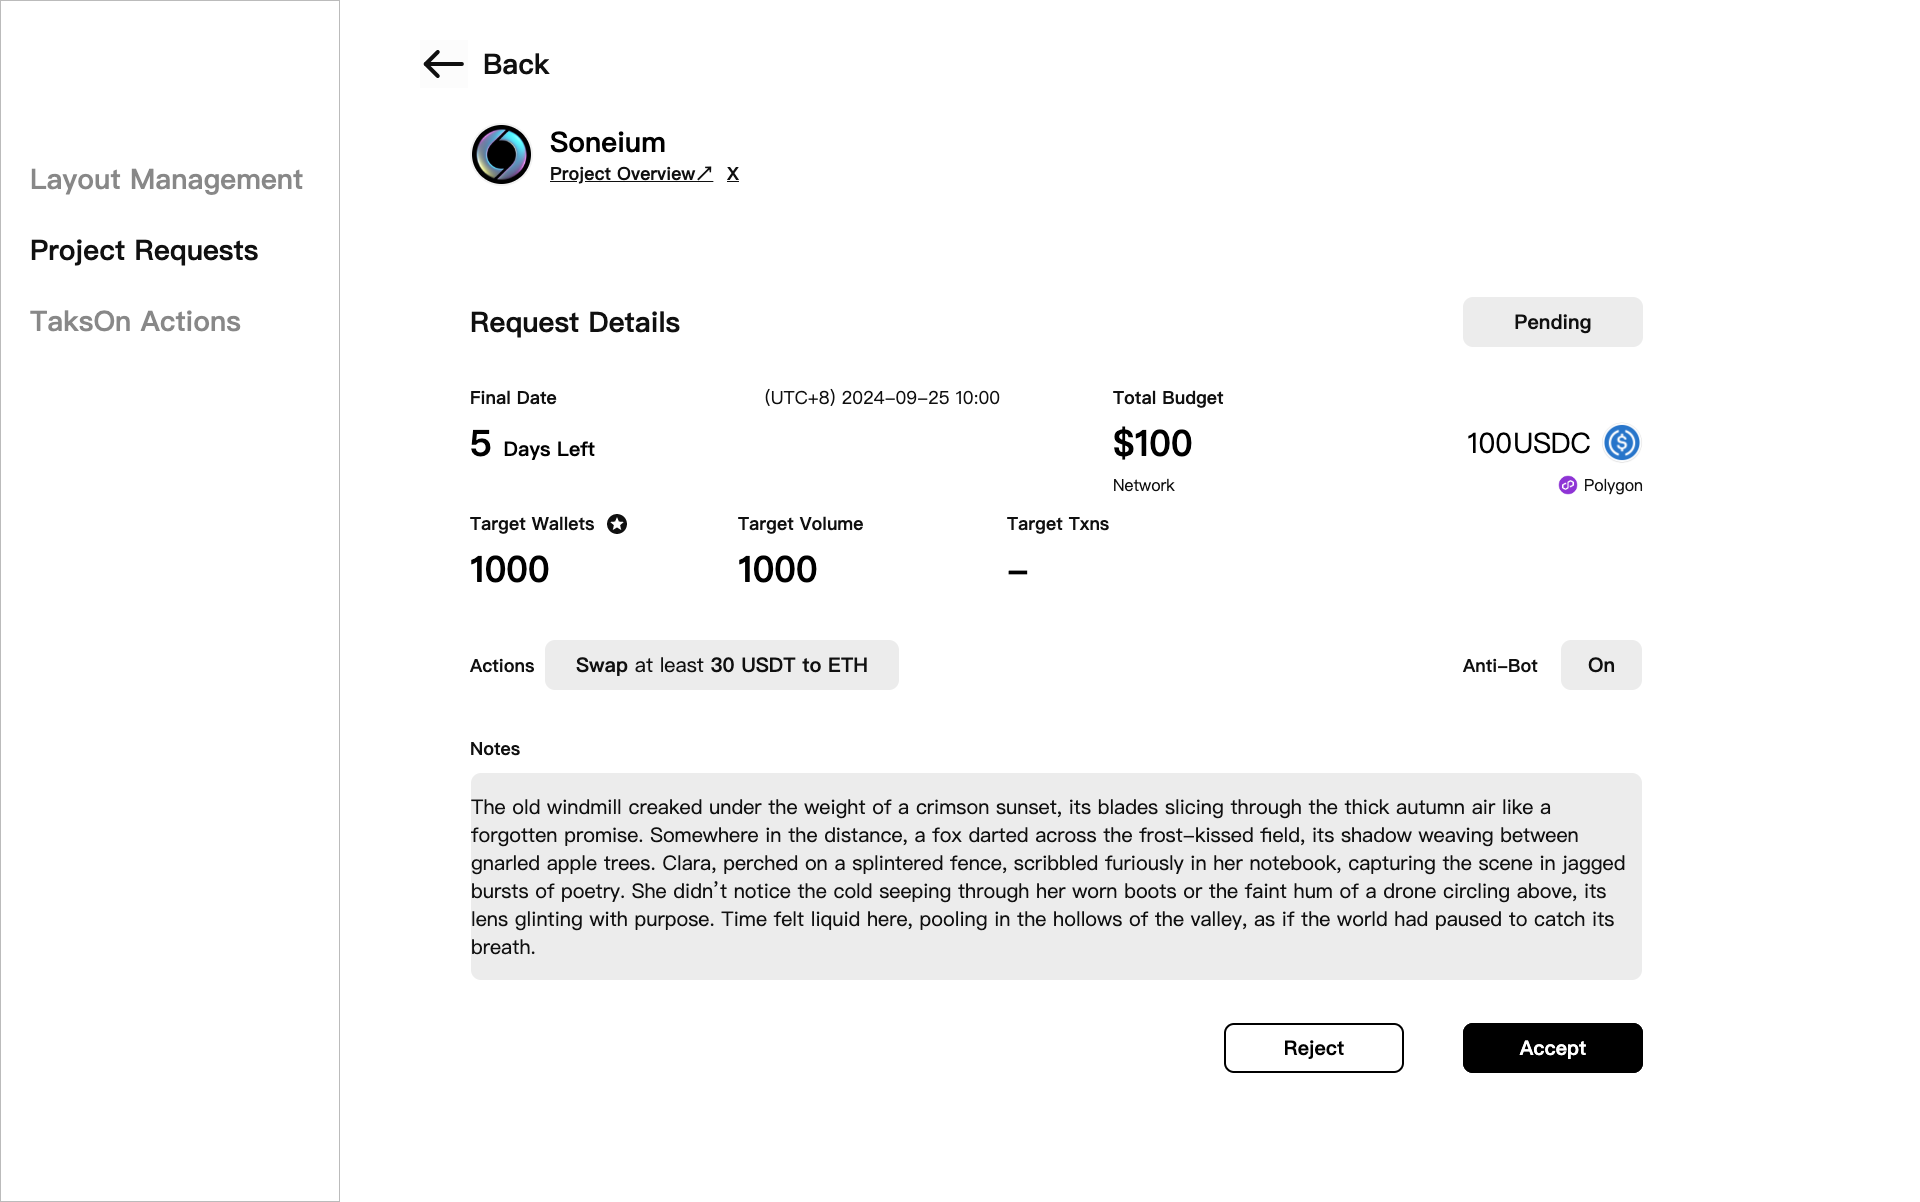 Back
Soneium
Project Overview↗ X
Layout Management
Project Requests
TaksOn Actions
Request Details
Pending
Final Date
(UTC+8) 2024-09-25 10:00
5 Days Left
Total Budget
$100
100USDC
Network
Polygon
Target Wallets
1000
Target Volume
1000
Target Txns
–
Actions
Swap at least 30 USDT to ETH
Anti-Bot
On
Notes
The old windmill creaked under the weight of a crimson sunset, its blades slicing through the thick autumn air like a
forgotten promise. Somewhere in the distance, a fox darted across the frost-kissed field, its shadow weaving between
gnarled apple trees. Clara, perched on a splintered fence, scribbled furiously in her notebook, capturing the scene in jagged
bursts of poetry. She didn’t notice the cold seeping through her worn boots or the faint hum of a drone circling above, its
lens glinting with purpose. Time felt liquid here, pooling in the hollows of the valley, as if the world had paused to catch its
breath.
Reject
Accept